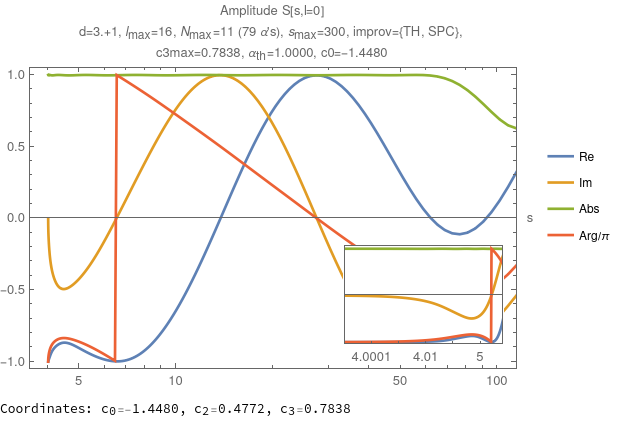 Amplitude S[s,l=0]
d=3.+1, lmax=16, Nmax=11 (79 α's), smax=300, improv={TH, SPC},
c3max=0.7838, αth=1.0000, c0=−1.4480
1.0
0.5
0.0
−0.5
−1.0
5
10
50
100
s
Re
Im
Abs
Arg/π
4.0001
4.01
5
Coordinates: c0=−1.4480, c2=0.4772, c3=0.7838